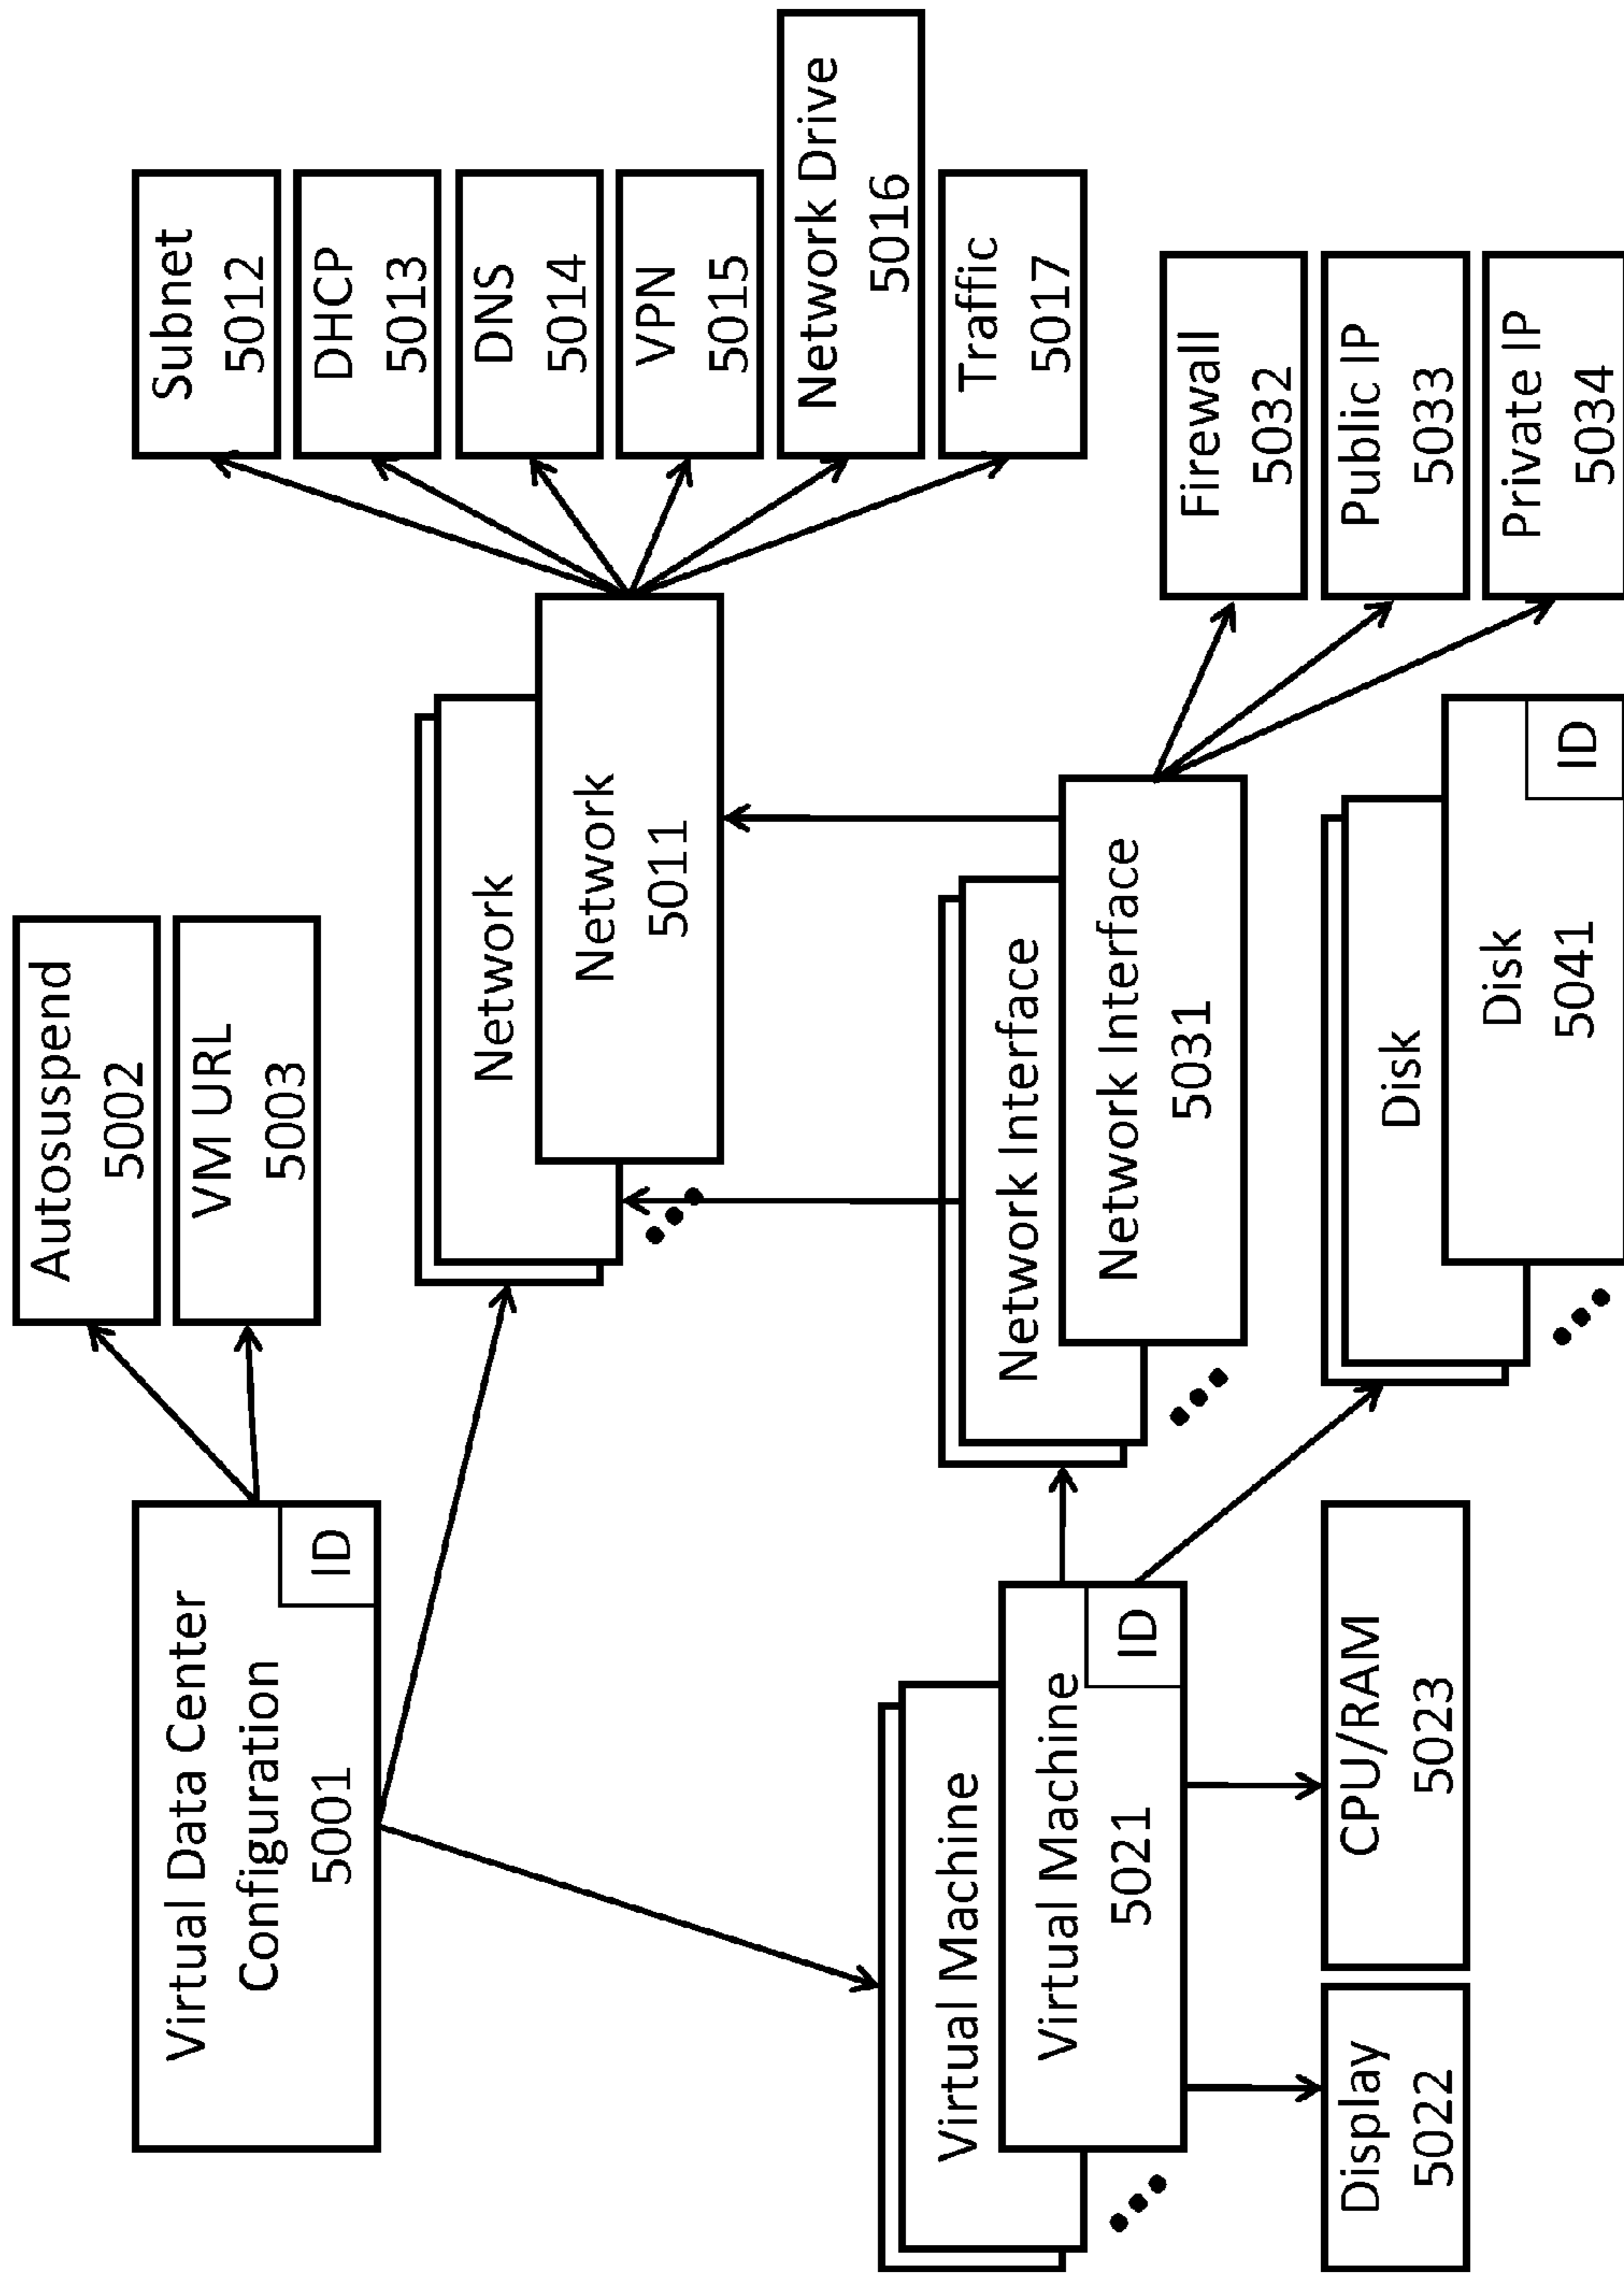 Virtual Data Center
Configuration
5001
ID
Autosuspend
5002
VM URL
5003
Network
Network
5011
Subnet
5012
DHCP
5013
DNS
5014
VPN
5015
Network Drive
5016
Traffic
5017
Virtual Machine
Virtual Machine
5021
ID
Display
5022
CPU/RAM
5023
Network Interface
Network Interface
5031
Firewall
5032
Public IP
5033
Private IP
5034
Disk
Disk
5041
ID